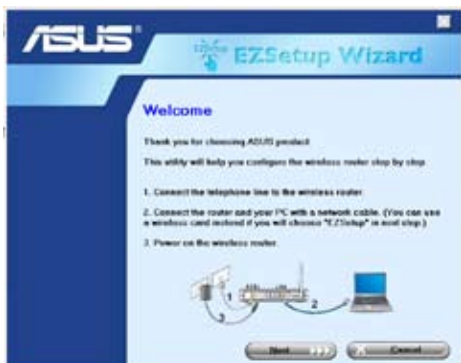 ASUS
EZSetup Wizard
Welcome
Thank you for choosing ASUS product
This utility will help you configure the wireless router step by step
1. Connect the telephone line to the wireless router
2. Connect the router and your PC with a network cable. (You can use
a wireless card instead if you will choose "EZSetup" in next step.)
3. Power on the wireless router.
1
2
3
Next
Cancel